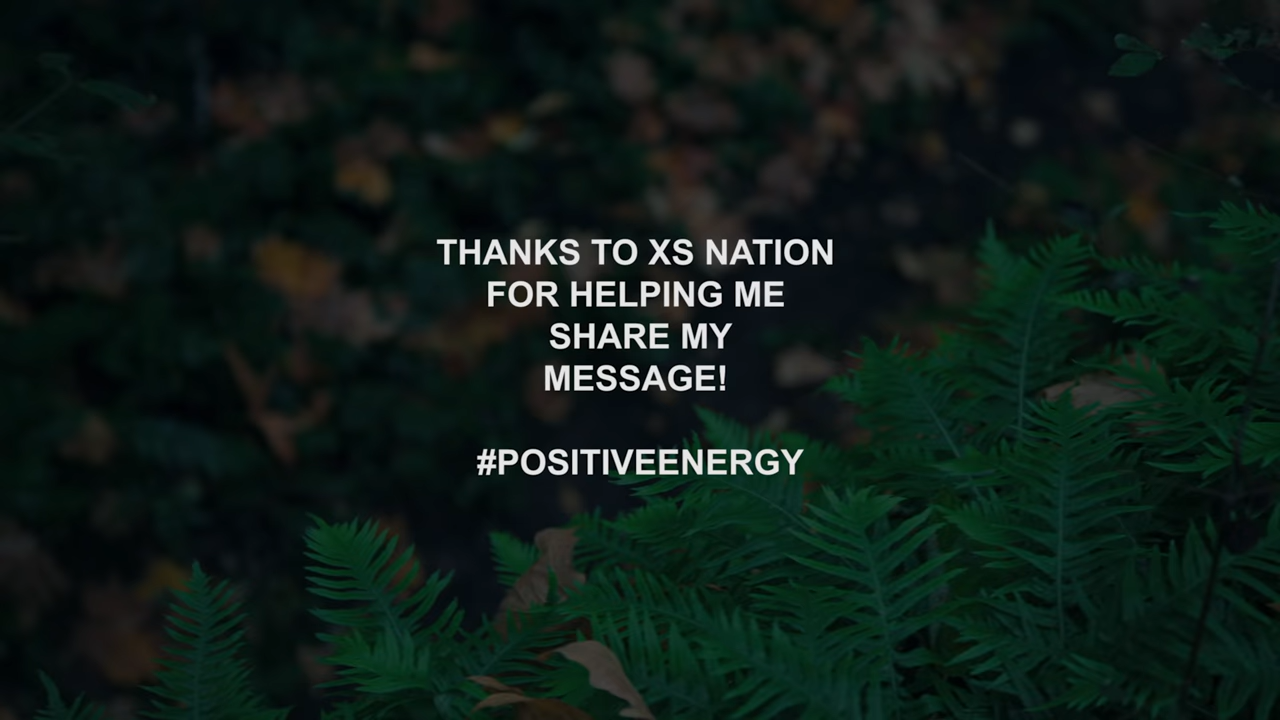 THANKS TO XS NATION
FOR HELPING ME
SHARE MY
MESSAGE!
#POSITIVEENERGY